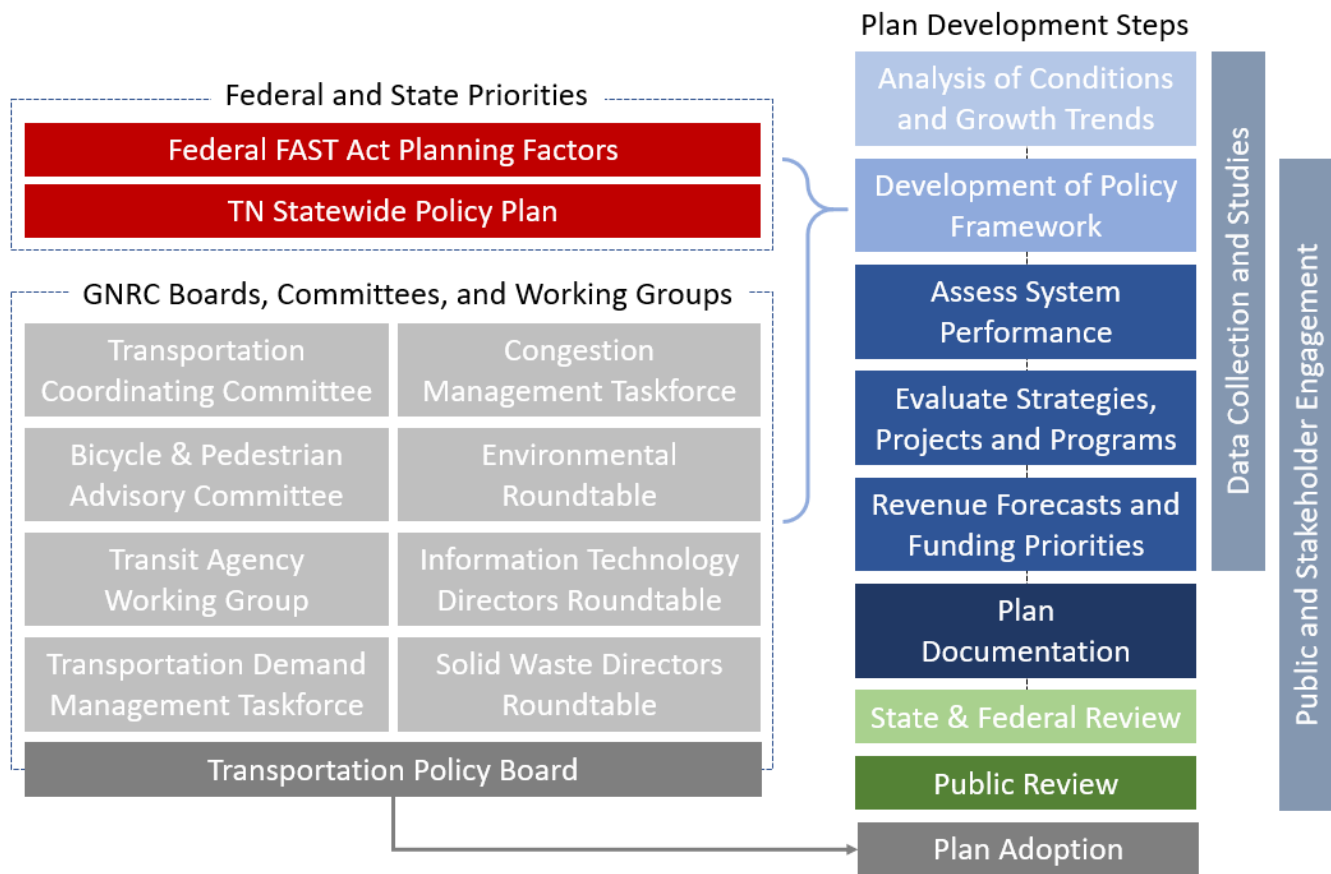 Federal and State Priorities
Federal FAST Act Planning Factors
TN Statewide Policy Plan
GNRC Boards, Committees, and Working Groups
Transportation
Coordinating Committee
Congestion
Management Taskforce
Bicycle & Pedestrian
Advisory Committee
Environmental
Roundtable
Transit Agency
Working Group
Information Technology
Directors Roundtable
Transportation Demand
Management Taskforce
Solid Waste Directors
Roundtable
Transportation Policy Board
Plan Development Steps
Analysis of Conditions
and Growth Trends
Development of Policy
Framework
Assess System
Performance
Evaluate Strategies,
Projects and Programs
Revenue Forecasts and
Funding Priorities
Plan
Documentation
State & Federal Review
Public Review
Plan Adoption
Data Collection and Studies
Public and Stakeholder Engagement